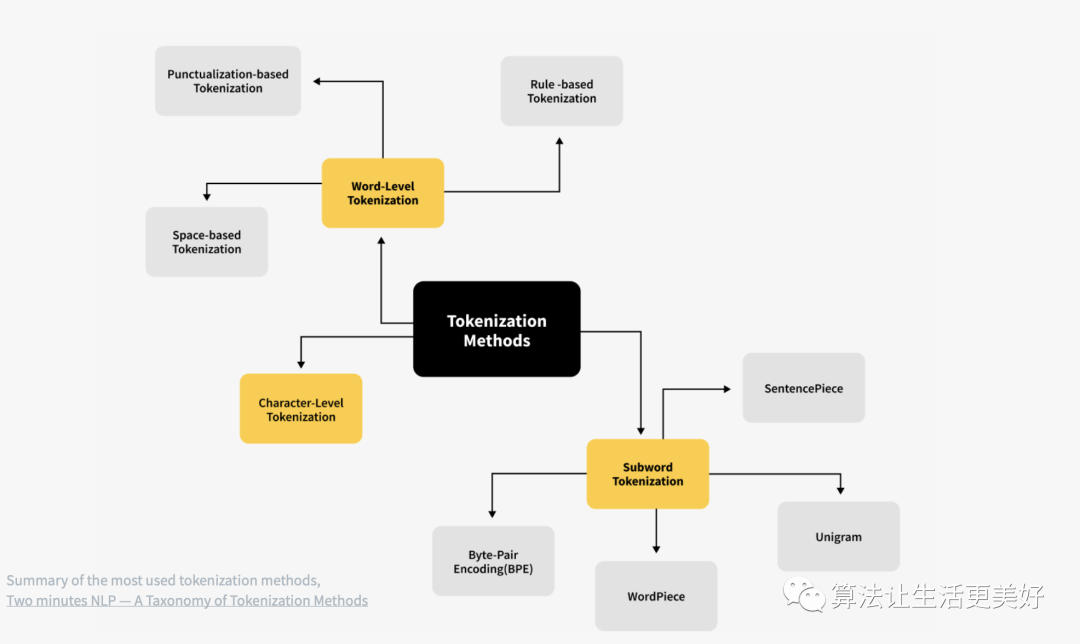 Punctualization-based
Tokenization
Rule -based
Tokenization
Word-Level
Tokenization
Space-based
Tokenization
Tokenization
Methods
Character-Level
Tokenization
SentencePiece
Subword
Tokenization
Byte-Pair
Encoding(BPE)
WordPiece
Unigram
Summary of the most used tokenization methods,
Two minutes NLP — A Taxonomy of Tokenization Methods
算法让生活更美好